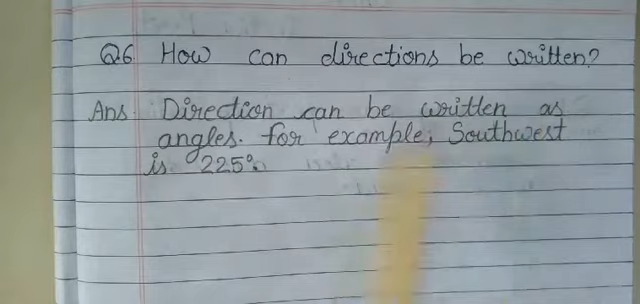 Q6 How can directions be written?
Ans Direction can be written as
angles. for example, Southwest
is 225°.